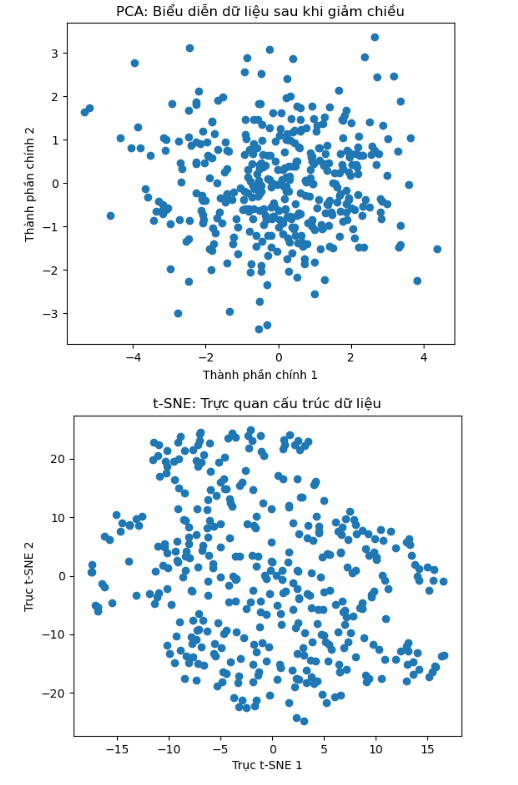 PCA: Biểu diễn dữ liệu sau khi giảm chiều
3
2
1
0
−1
−2
−3
Thành phần chính 2
−4 −2 0 2 4
Thành phần chính 1
t-SNE: Trực quan cấu trúc dữ liệu
20
10
0
−10
−20
Trục t-SNE 2
−15 −10 −5 0 5 10 15
Trục t-SNE 1